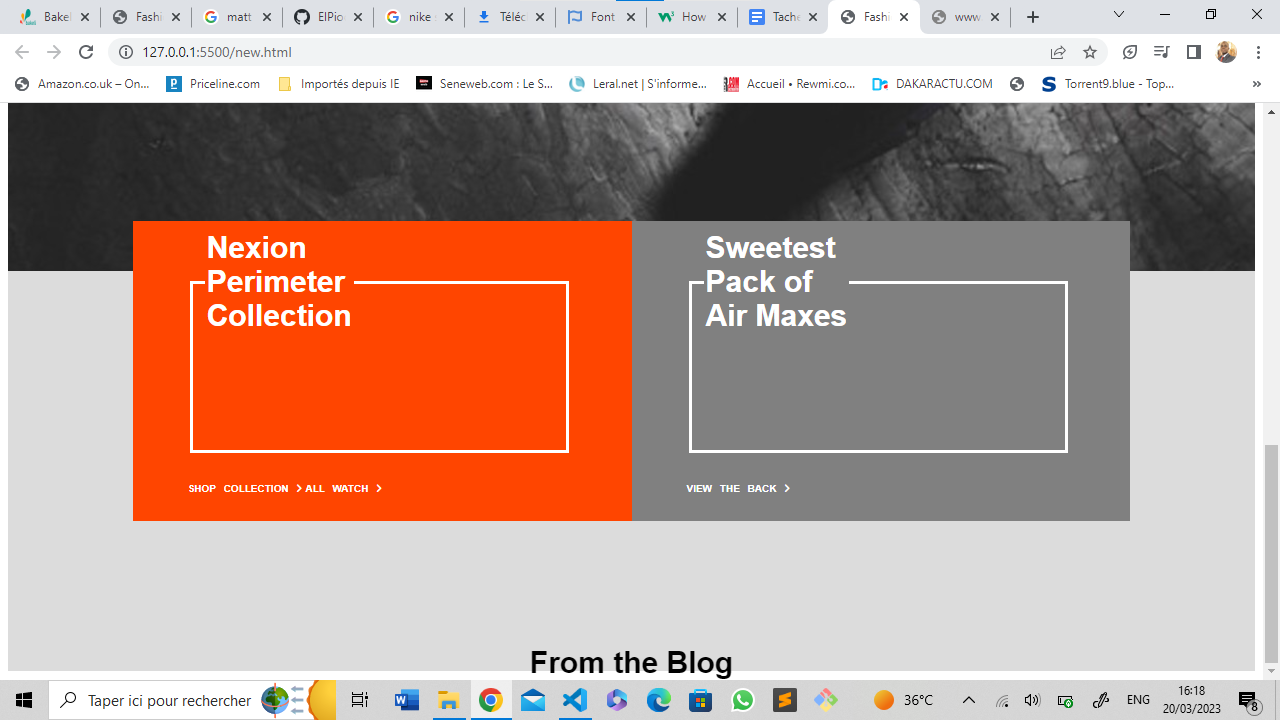 Bakel
Fashi
matt
ElPio
nike s
Téléc
Font
How
Tache
Fashi
www.
127.0.0.1:5500/new.html
Amazon.co.uk – On...
Priceline.com
Importés depuis IE
Seneweb.com : Le S...
Leral.net | S'informe...
Accueil • Rewmi.co...
DAKARACTU.COM
Torrent9.blue - Top...
»
Nexion
Perimeter
Collection
SHOP COLLECTION > ALL WATCH >
Sweetest
Pack of
Air Maxes
VIEW THE BACK >
From the Blog
Taper ici pour rechercher
36°C
ENG
16:18
20/03/2023
8